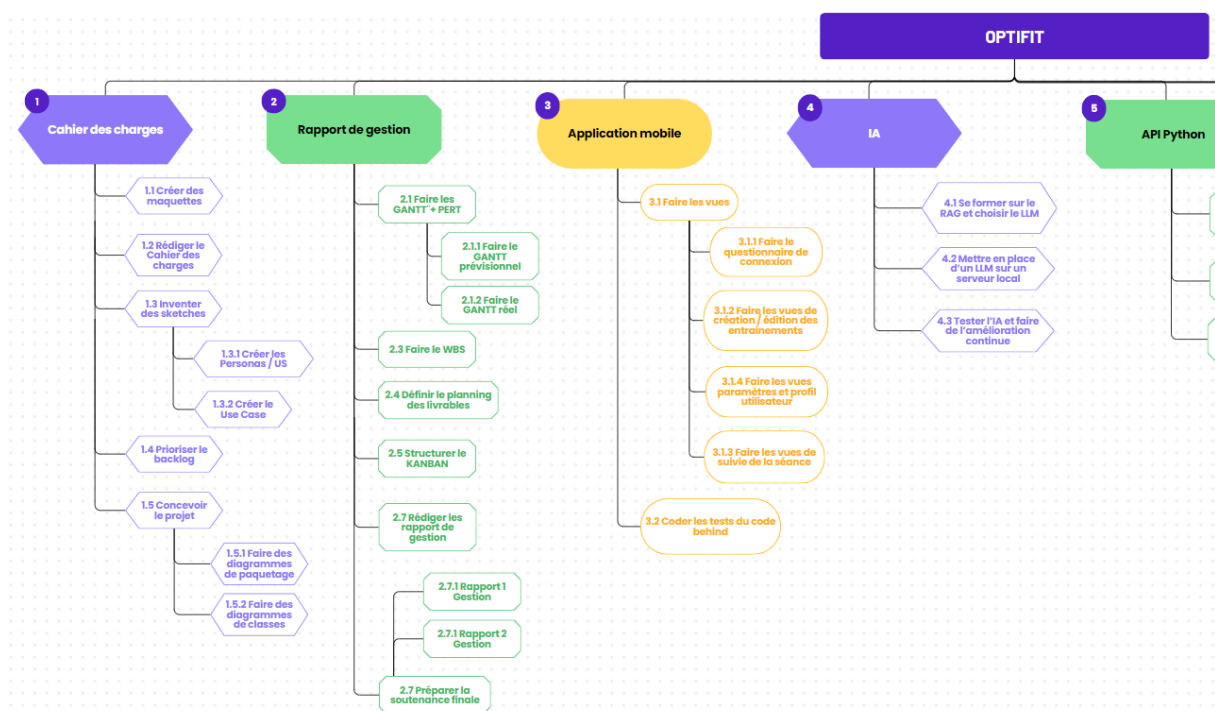 OPTIFIT
1
Cahier des charges
1.1 Créer des
maquettes
1.2 Rédiger le
Cahier des
charges
1.3 Inventer
des sketches
1.3.1 Créer les
Personas / US
1.3.2 Créer le
Use Case
1.4 Prioriser le
backlog
1.5 Concevoir
le projet
1.5.1 Faire des
diagrammes
de paquetage
1.5.2 Faire des
diagrammes
de classes
2
Rapport de gestion
2.1 Faire les
GANTT¨+ PERT
2.1.1 Faire le
GANTT
prévisionnel
2.1.2 Faire le
GANTT réel
2.3 Faire le WBS
2.4 Définir le planning
des livrables
2.5 Structurer le
KANBAN
2.7 Rédiger les
rapport de
gestion
2.7.1 Rapport 1
Gestion
2.7.1 Rapport 2
Gestion
2.7 Préparer la
soutenance finale
3
Application mobile
3.1 Faire les vues
3.1.1 Faire le
questionnaire de
connexion
3.1.2 Faire les vues de
création / édition des
entrainements
3.1.4 Faire les vues
paramètres et profil
utilisateur
3.1.3 Faire les vues de
suivie de la séance
3.2 Coder les tests du code
behind
4
IA
4.1 Se former sur le
RAG et choisir le LLM
4.2 Mettre en place
d'un LLM sur un
serveur local
4.3 Tester l'IA et faire
de l'amélioration
continue
5
API Python